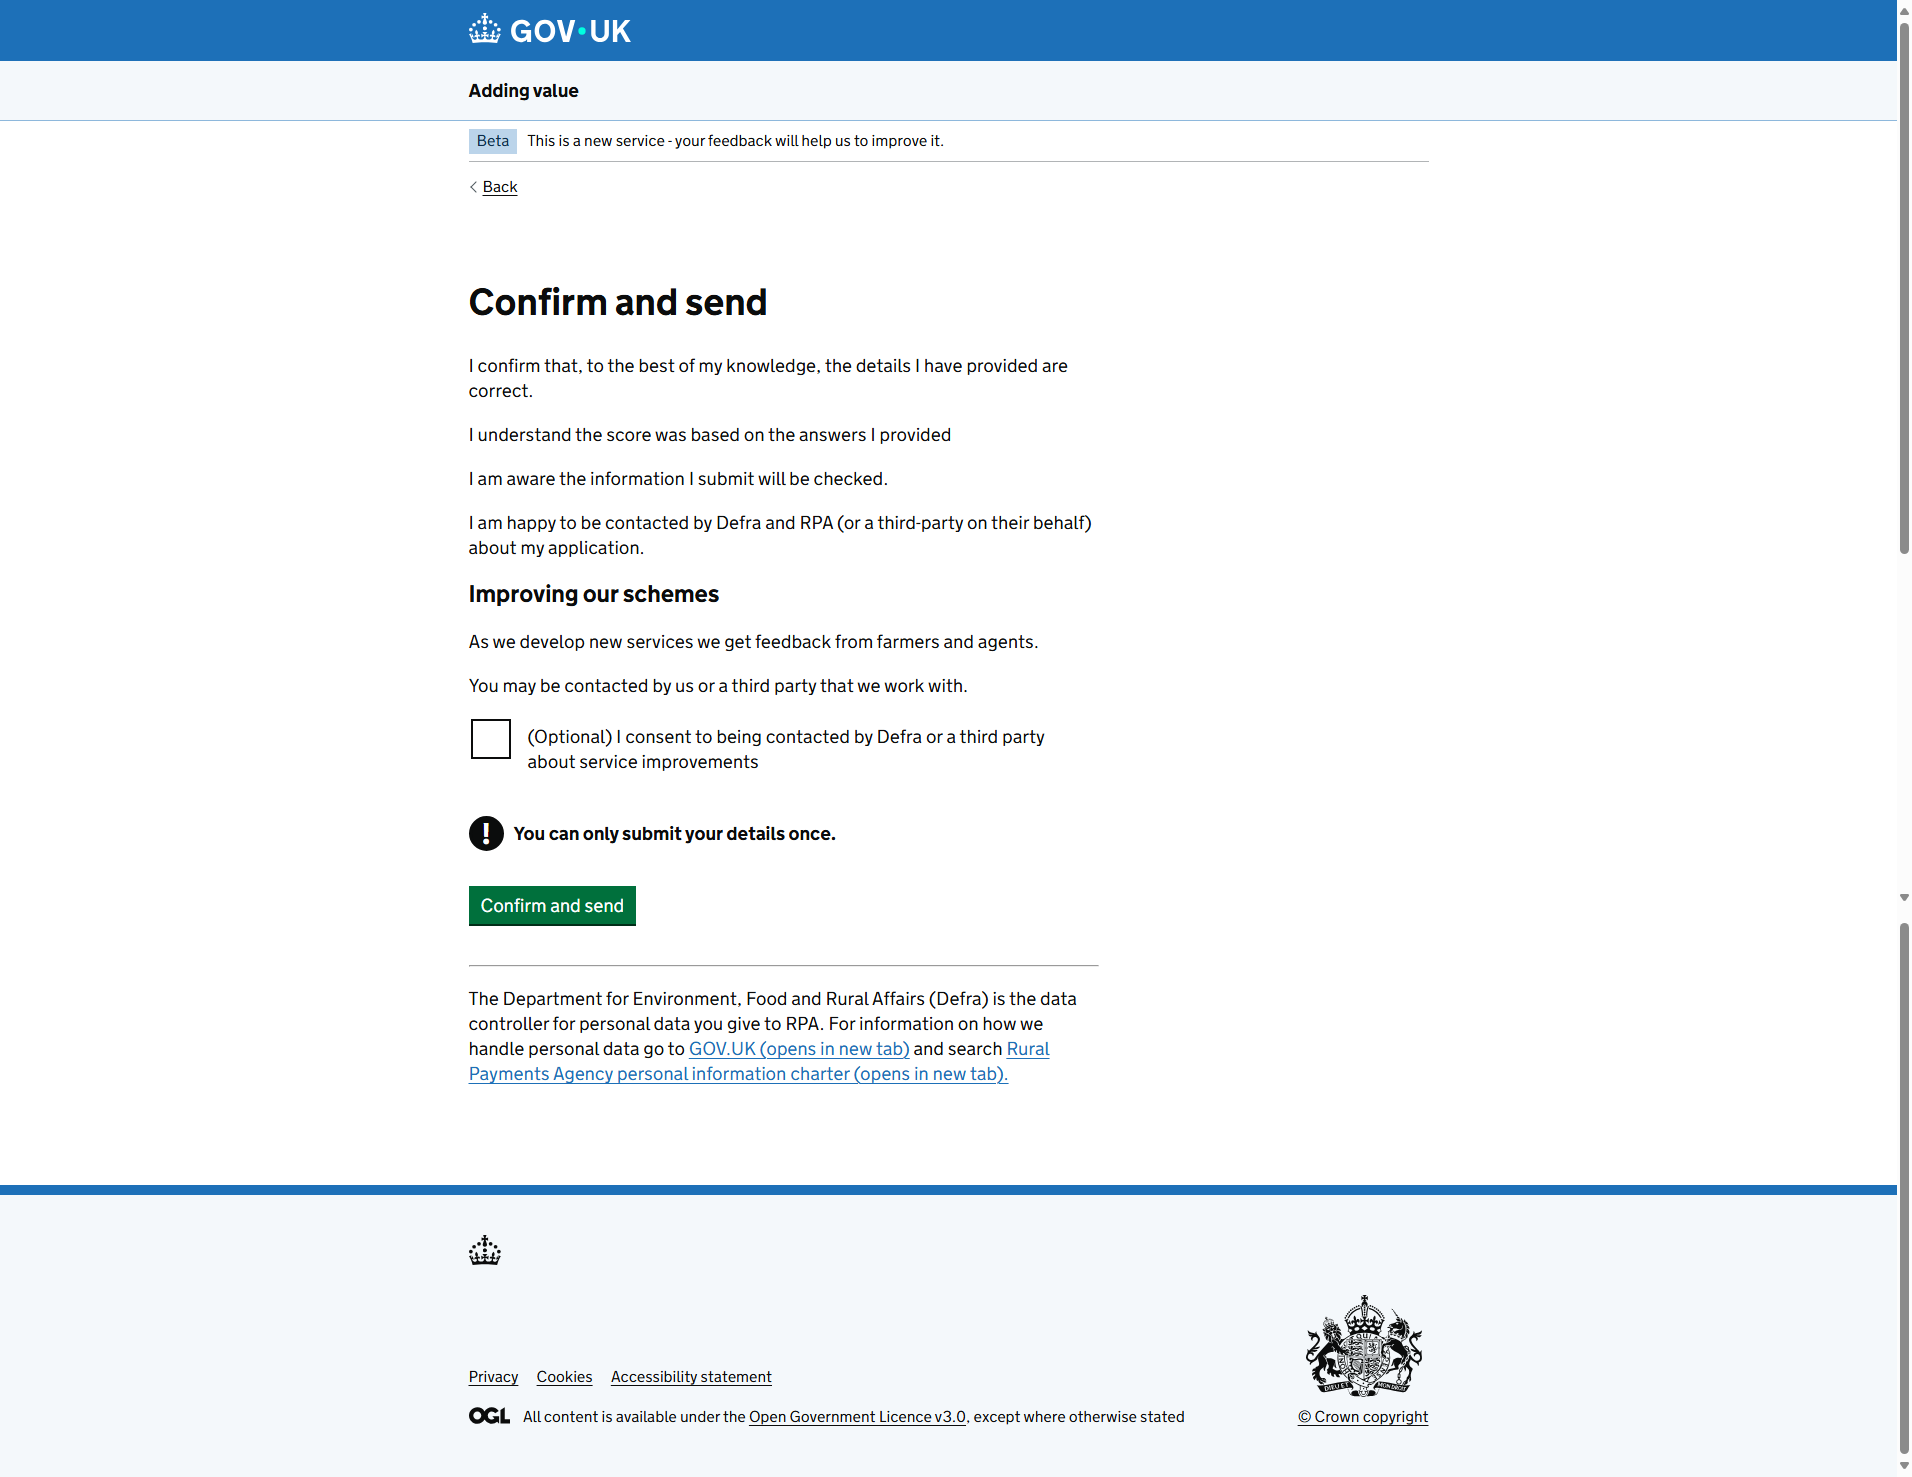 GOV·UK
Adding value
Beta This is a new service - your feedback will help us to improve it.
Back
Confirm and send
I confirm that, to the best of my knowledge, the details I have provided are
correct.
I understand the score was based on the answers I provided
I am aware the information I submit will be checked.
I am happy to be contacted by Defra and RPA (or a third-party on their behalf)
about my application.
Improving our schemes
As we develop new services we get feedback from farmers and agents.
You may be contacted by us or a third party that we work with.
(Optional) I consent to being contacted by Defra or a third party
about service improvements
! You can only submit your details once.
Confirm and send
The Department for Environment, Food and Rural Affairs (Defra) is the data
controller for personal data you give to RPA. For information on how we
handle personal data go to GOV.UK (opens in new tab) and search Rural
Payments Agency personal information charter (opens in new tab).
Privacy Cookies Accessibility statement
OGL All content is available under the Open Government Licence v3.0, except where otherwise stated
© Crown copyright